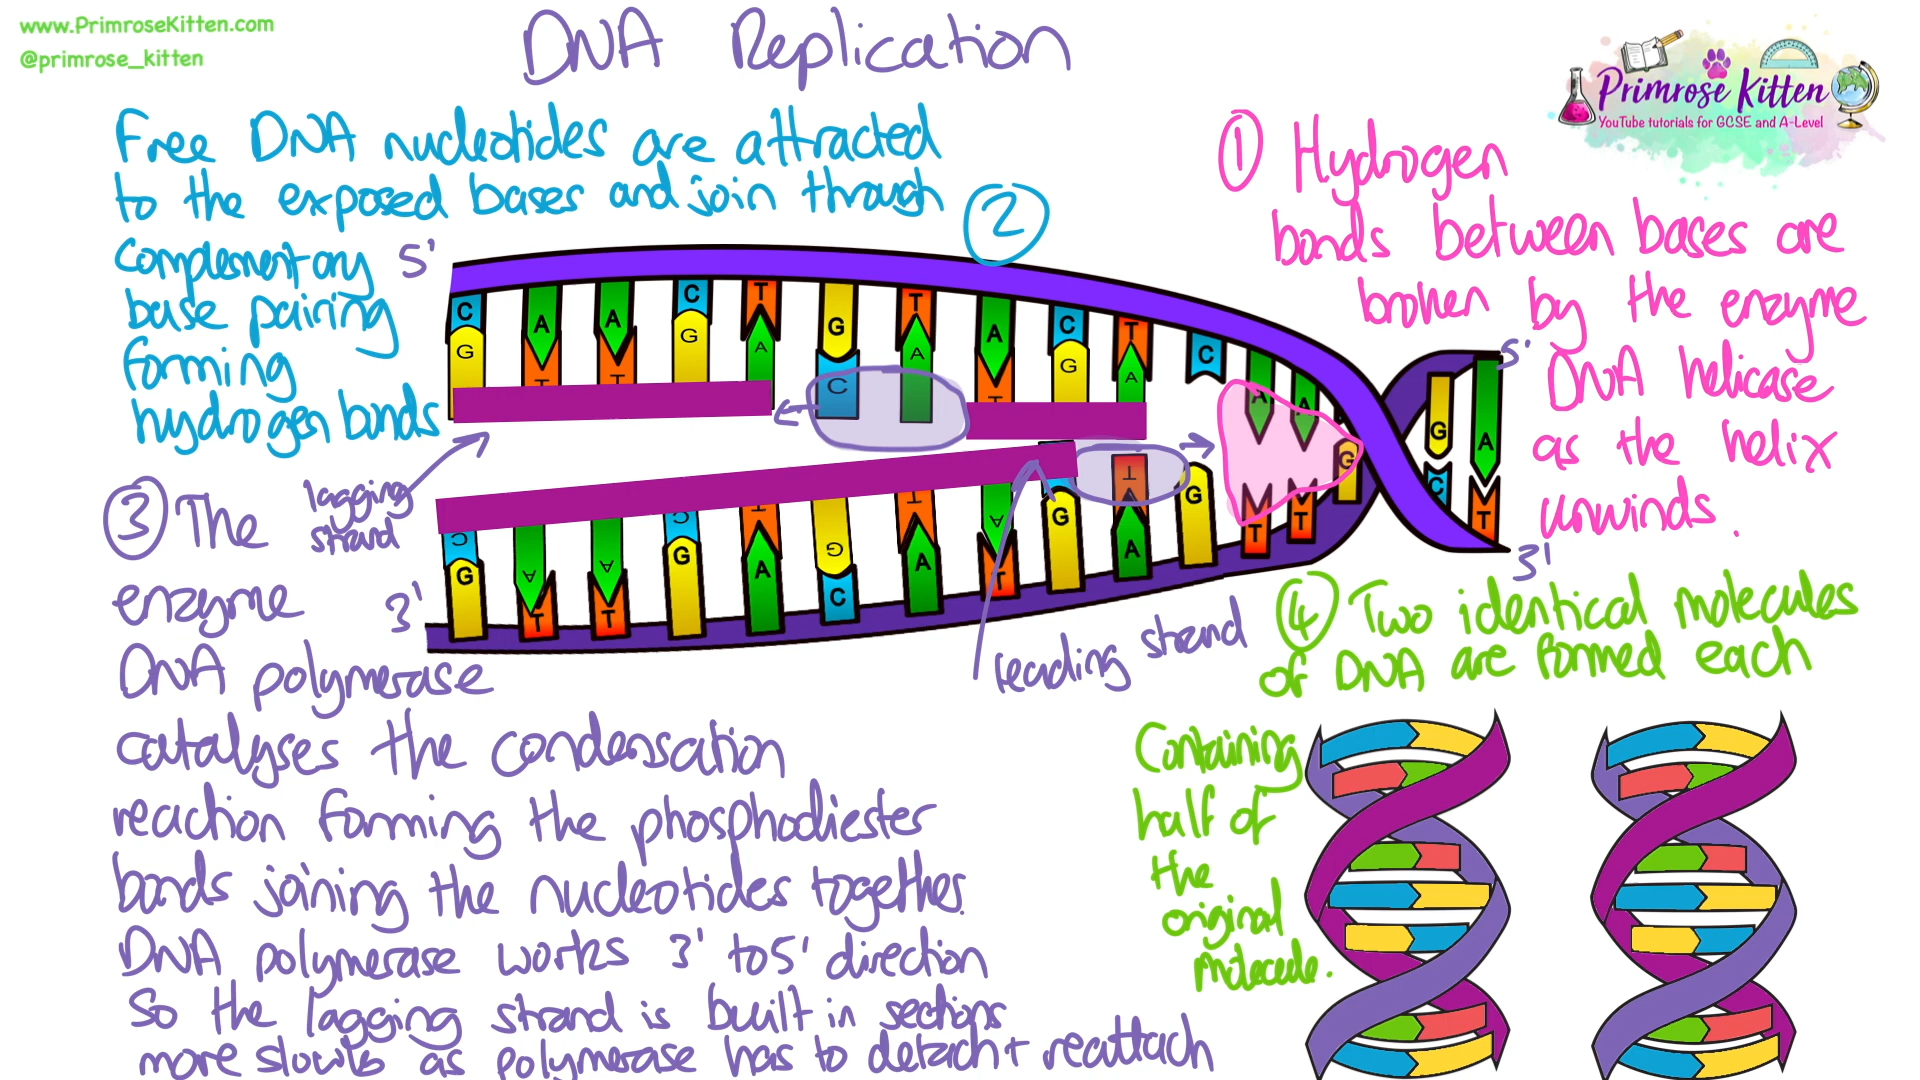 www.PrimroseKitten.com
@primrose_kitten
DNA Replication
Primrose Kitten
YouTube tutorials for GCSE and A-Level
① Hydrogen
bonds between bases are
broken by the enzyme
DNA helicase
as the helix
unwinds.
Free DNA nucleotides are attracted
to the exposed bases and join through
②
complementary
base pairing
forming
hydrogen bonds
5'
C A A C T G T A C T C A A G G A
G T T G A C A T G A
C T
5'
3'
lagging
strand
C A A C T G T A T
G T T G A C A T G A G T T
3'
leading strand
③ The
enzyme
DNA polymerase
catalyses the condensation
reaction forming the phosphodiester
bonds joining the nucleotides together.
DNA polymerase works 3' to 5' direction
So the lagging strand is built in sections
more slowly as polymerase has to detach + reattach
④ Two identical molecules
of DNA are formed each
Containing
half of
the
original
molecule.